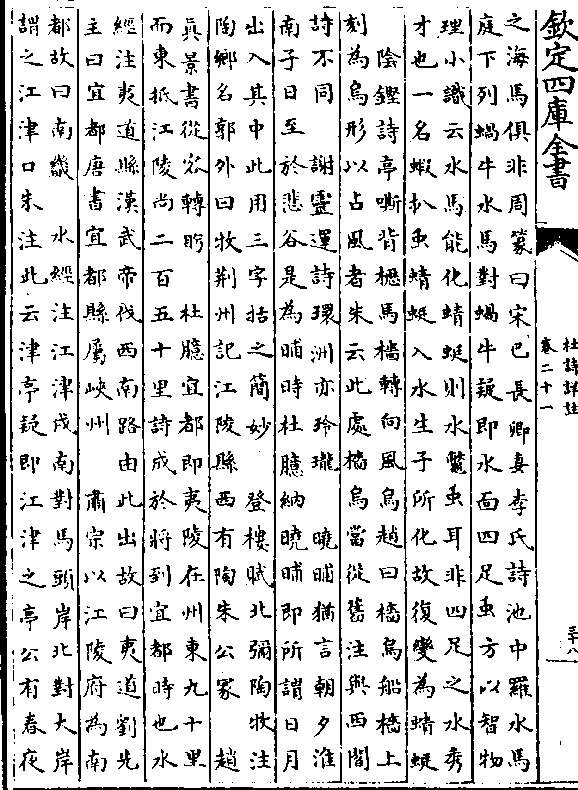 欽定四庫全書
杜詩詳註
卷二十一
三十八
之海馬俱非周篆曰宋巳長卿妻李氏詩池中羅水馬
庭下列蝸牛水馬對蝸牛疑即水面四足虫方以智物
理小識云水馬能化蜻蜓則水鼈虫耳非四足之水秀
才也一名蝦扒虫蜻蜓入水生子所化故復變為蜻蜓
陰鏗詩亭嘶背櫪馬檣轉向風烏趙曰檣烏船檣上
刻為烏形以占風者朱云此處檣烏當從舊注與西閣
詩不同　謝靈運詩環洲亦玲瓏　曉晡猶言朝夕淮
南子日至於悲谷是為晡時杜臆納曉晡即所謂日月
出入其中此用三字括之簡妙　登樓賦北彌陶牧注
陶鄉名郭外曰牧荆州記江陵縣西有陶朱公冢　趙
眞景書從容轉眄　杜臆宜都即夷陵在州東九十里
而東抵江陵尚二百五十里詩成於將到宜都時也水
經注夷道縣漢武帝伐西南路由此出故曰夷道劉先
主曰宜都唐書宜都縣屬峽州　肅宗以江陵府為南
都故曰南畿　水經注江津戍南對馬頭岸北對大岸
謂之江津口朱注此云津亭疑即江津之亭公有春夜